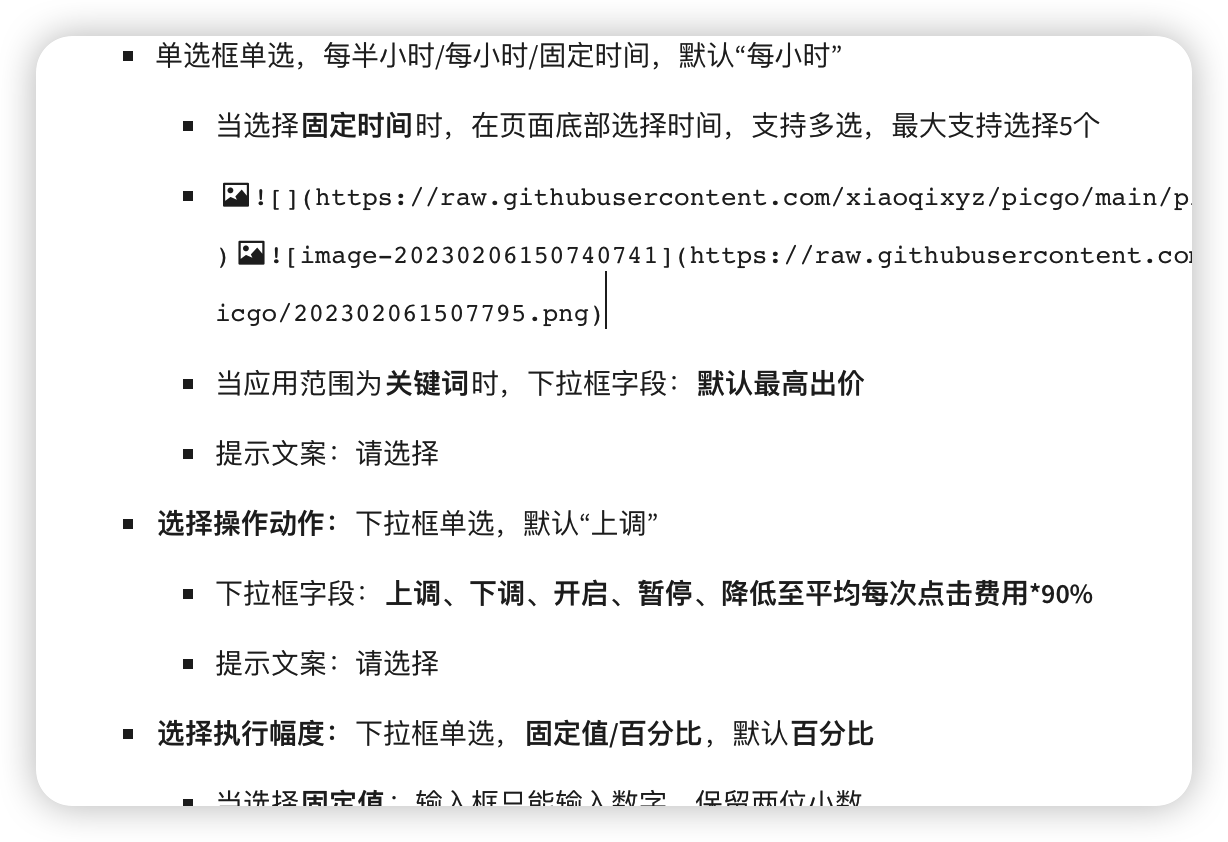 单选框单选，每半小时/每小时/固定时间，默认“每小时”
当选择固定时间时，在页面底部选择时间，支持多选，最大支持选择5个
![](https://raw.githubusercontent.com/xiaoqixyz/picgo/main/p
)![image-20230206150740741](https://raw.githubusercontent.co
icgo/202302061507795.png)
当应用范围为关键词时，下拉框字段：默认最高出价
提示文案：请选择
选择操作动作：下拉框单选，默认“上调”
下拉框字段：上调、下调、开启、暂停、降低至平均每次点击费用*90%
提示文案：请选择
选择执行幅度：下拉框单选，固定值/百分比，默认百分比
当选择固定值：输入框只能输入数字，保留两位小数